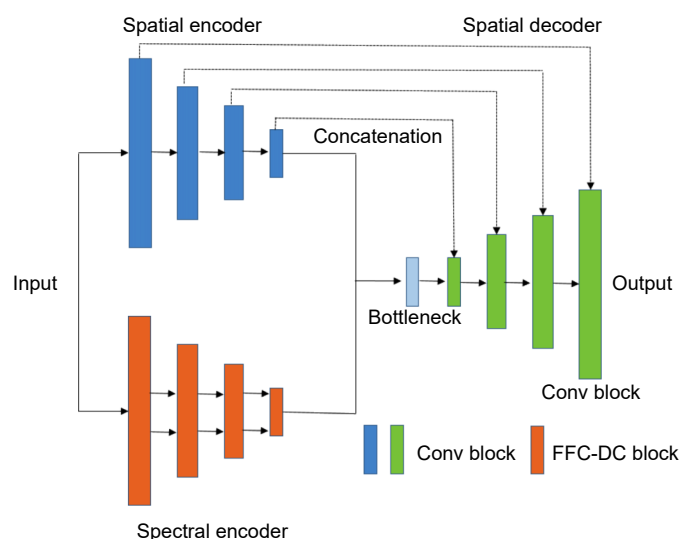 Spatial encoder
Spatial decoder
Concatenation
Input
Output
Bottleneck
Conv block
Conv block
FFC-DC block
Spectral encoder